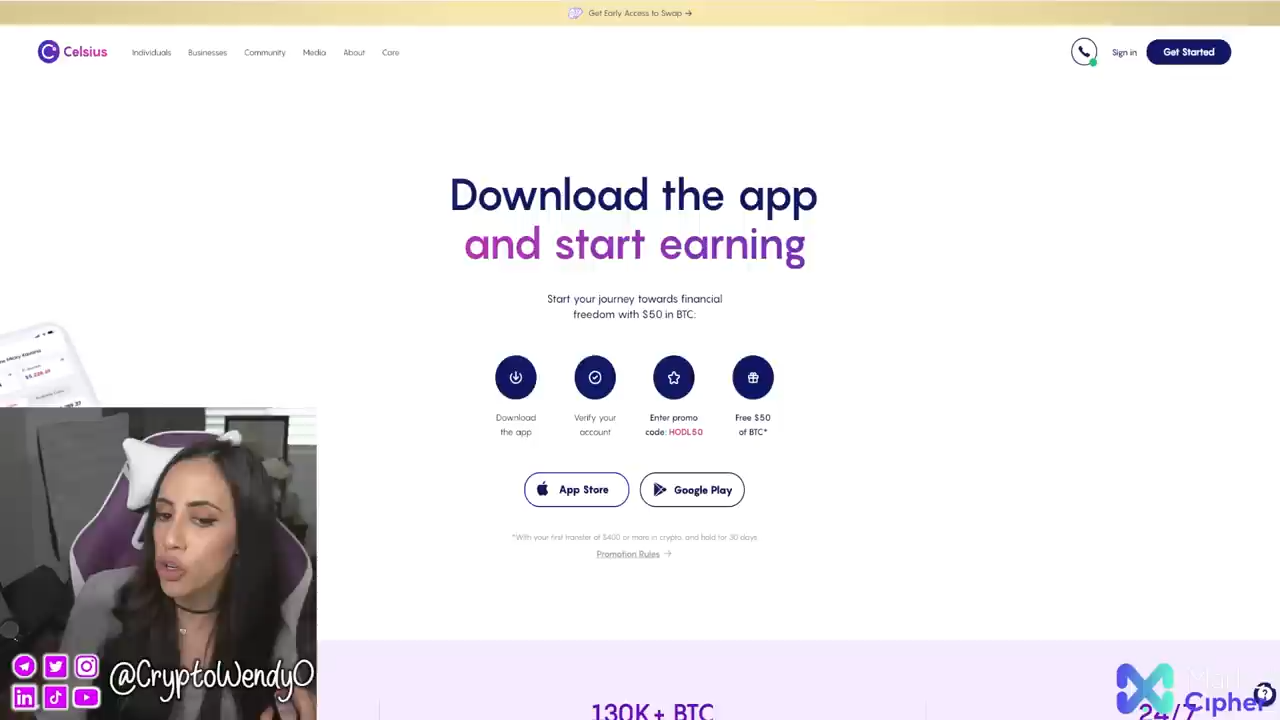 Get Early Access to Swap →
Celsius
Individuals
Businesses
Community
Media
About
Care
Sign in
Get Started
Download the app
and start earning
Start your journey towards financial
freedom with $50 in BTC:
Download
the app
Verify your
account
Enter promo
code: HODL50
Free $50
of BTC*
App Store
Google Play
*With your first transfer of $400 or more in crypto, and hold for 30 days
Promotion Rules →
@CryptoWendyO
130K+ BTC
24/7
Cipher
?